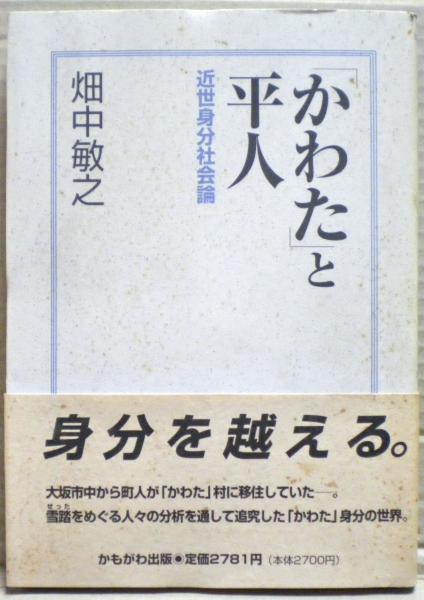 「かわた」と
平人
近世身分社会論
畑中敏之
身分を越える。
大坂市中から町人が「かわた」村に移住していた―。
せった
雪踏をめぐる人々の分析を通して追究した「かわた」身分の世界。
かもがわ出版●定価2781円(本体2700円)